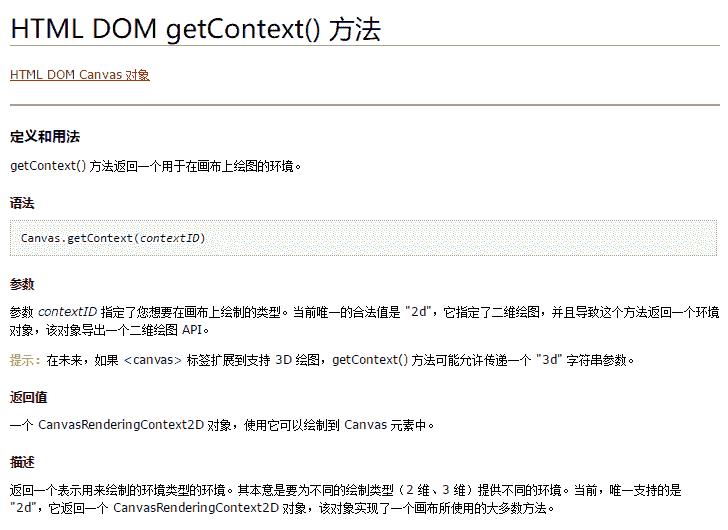 HTML DOM getContext() 方法
HTML DOM Canvas 对象
定义和用法
getContext() 方法返回一个用于在画布上绘图的环境。
语法
Canvas.getContext(contextID)
参数
参数 contextID 指定了您想要在画布上绘制的类型。当前唯一的合法值是 "2d"，它指定了二维绘图，并且导致这个方法返回一个环境
对象，该对象导出一个二维绘图 API。
提示：在未来，如果 <canvas> 标签扩展到支持 3D 绘图，getContext() 方法可能允许传递一个 "3d" 字符串参数。
返回值
一个 CanvasRenderingContext2D 对象，使用它可以绘制到 Canvas 元素中。
描述
返回一个表示用来绘制的环境类型的环境。其本意是要为不同的绘制类型（2 维、3 维）提供不同的环境。当前，唯一支持的是
"2d"，它返回一个 CanvasRenderingContext2D 对象，该对象实现了一个画布所使用的大多数方法。